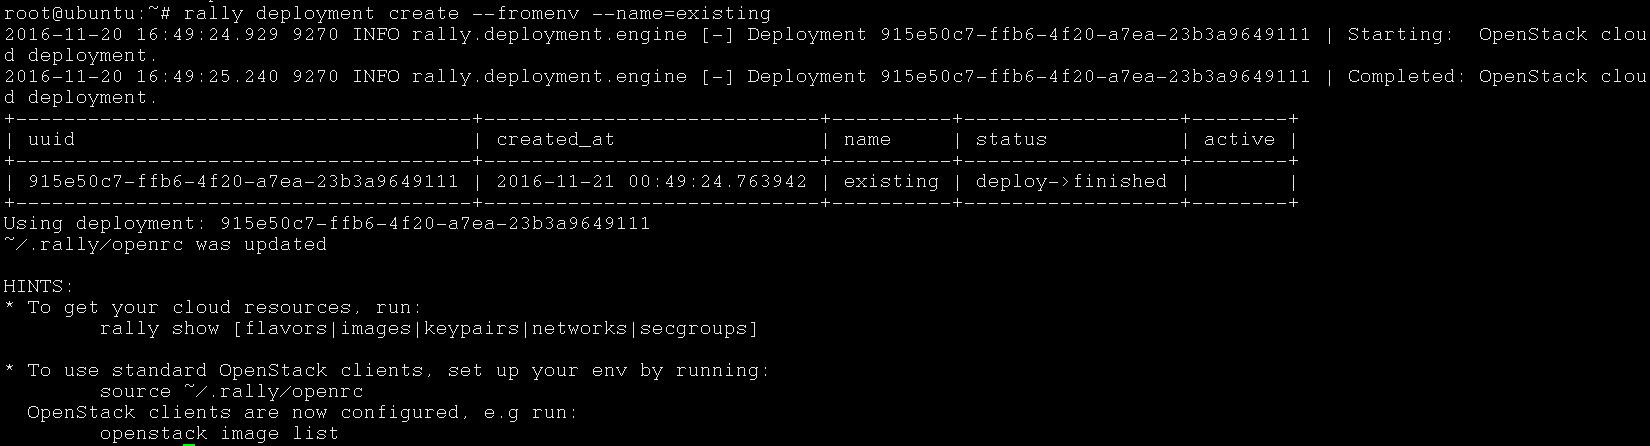 root@ubuntu:~# rally deployment create --fromenv --name=existing
2016-11-20 16:49:24.929 9270 INFO rally.deployment.engine [-] Deployment 915e50c7-ffb6-4f20-a7ea-23b3a9649111 | Starting:  OpenStack clou
d deployment.
2016-11-20 16:49:25.240 9270 INFO rally.deployment.engine [-] Deployment 915e50c7-ffb6-4f20-a7ea-23b3a9649111 | Completed: OpenStack clou
d deployment.
+--------------------------------------+----------------------------+----------+------------------+--------+
| uuid                                 | created_at                 | name     | status           | active |
+--------------------------------------+----------------------------+----------+------------------+--------+
| 915e50c7-ffb6-4f20-a7ea-23b3a9649111 | 2016-11-21 00:49:24.763942 | existing | deploy->finished |        |
+--------------------------------------+----------------------------+----------+------------------+--------+
Using deployment: 915e50c7-ffb6-4f20-a7ea-23b3a9649111
~/.rally/openrc was updated

HINTS:
* To get your cloud resources, run:
        rally show [flavors|images|keypairs|networks|secgroups]

* To use standard OpenStack clients, set up your env by running:
        source ~/.rally/openrc
  OpenStack clients are now configured, e.g run:
        openstack image list